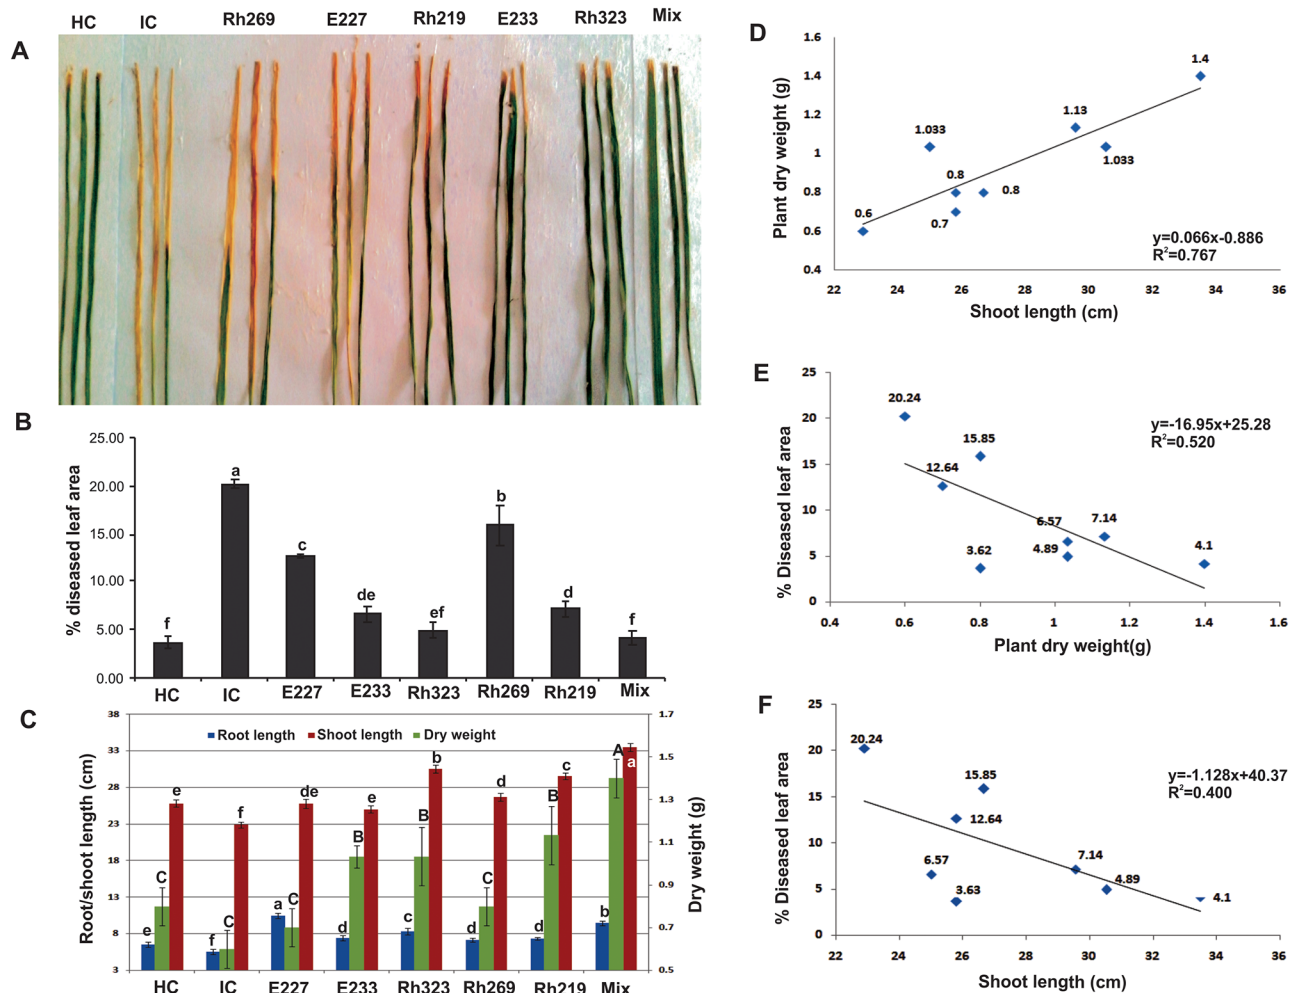 HC IC Rh269 E227 Rh219 E233 Rh323 Mix
A
B
% diseased leaf area
25.00
20.00
15.00
10.00
5.00
0.00
f a c de ef b d f
HC IC E227 E233 Rh323 Rh269 Rh219 Mix
C
Root/shoot length (cm)
38
33
28
23
18
13
8
3
Root length Shoot length Dry weight
1.7
1.5
1.3
1.1
0.9
0.7
0.5
Dry weight (g)
e C e
f C f
a C de
d B e
c B b
d C d
d B c
b A a
HC IC E227 E233 Rh323 Rh269 Rh219 Mix
D
Plant dry weight (g)
1.6
1.4
1.2
1
0.8
0.6
0.4
1.4
1.13
1.033
1.033
0.8
0.8
0.6
0.7
y=0.066x-0.886
R²=0.767
22 24 26 28 30 32 34 36
Shoot length (cm)
E
% Diseased leaf area
25
20
15
10
5
0
20.24
15.85
12.64
6.57
7.14
4.89
3.62
4.1
y=-16.95x+25.28
R²=0.520
0.4 0.6 0.8 1 1.2 1.4 1.6
Plant dry weight(g)
F
% Diseased leaf area
25
20
15
10
5
0
20.24
15.85
12.64
6.57
7.14
4.89
3.63
4.1
y=-1.128x+40.37
R²=0.400
22 24 26 28 30 32 34 36
Shoot length (cm)